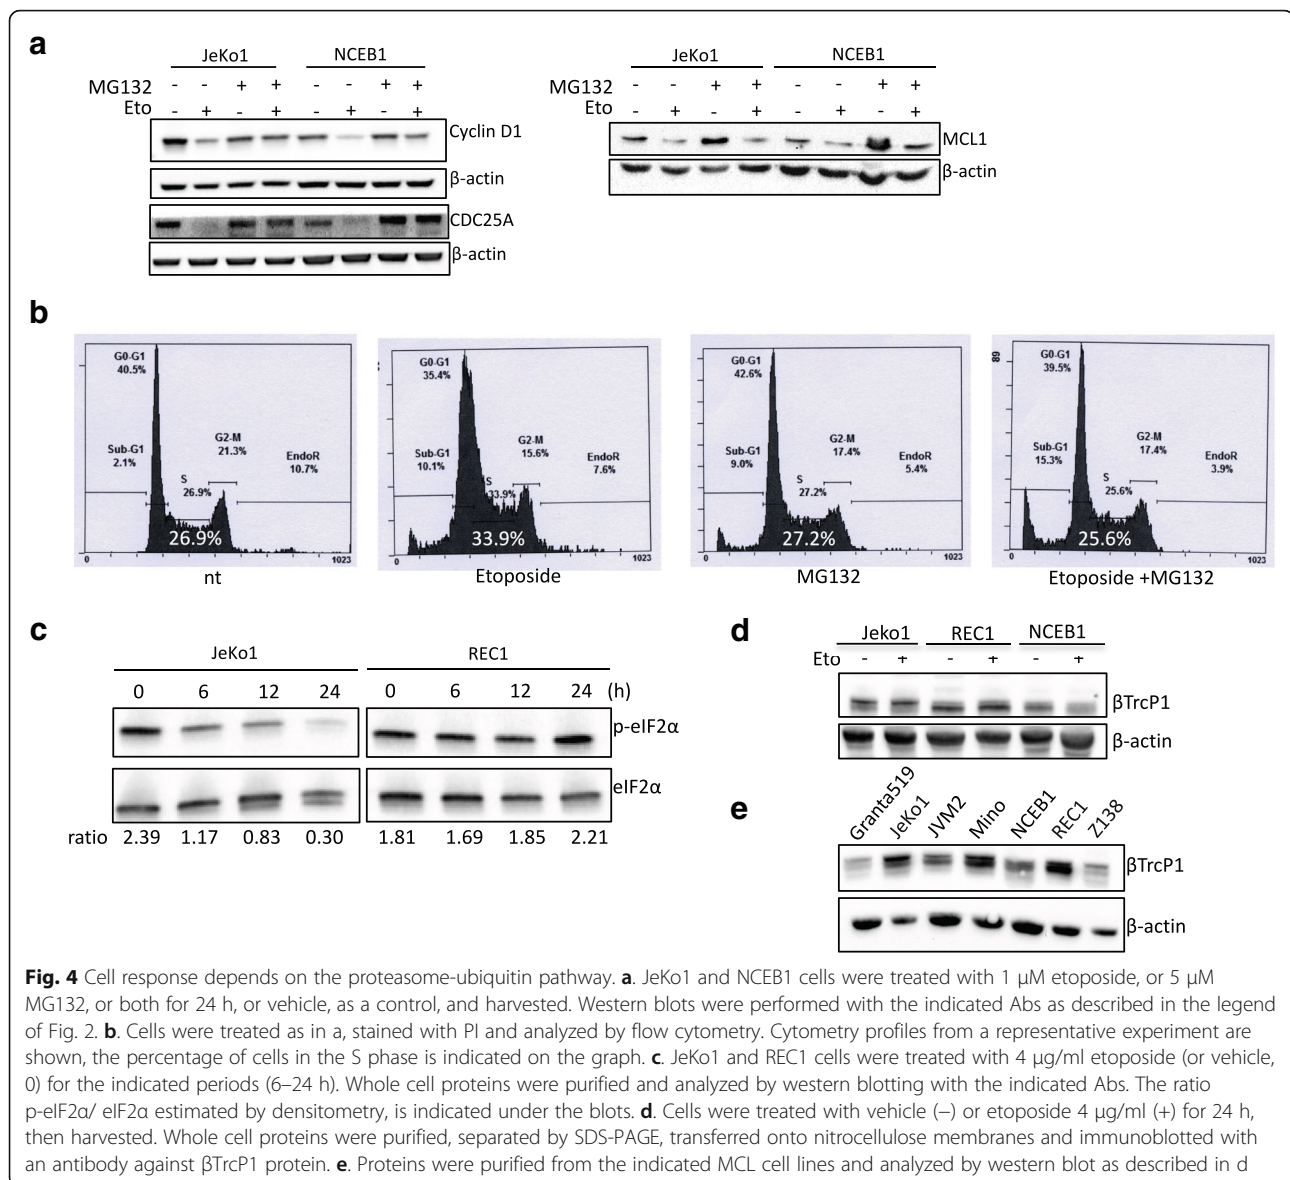 a
JeKo1 NCEB1
MG132 - - + + - - + +
Eto - + - + - + - +
Cyclin D1
β-actin
CDC25A
β-actin
JeKo1 NCEB1
- - + + - - + +
- + - + - + - +
MCL1
β-actin
b
G0-G1
40.5%
Sub-G1
2.1%
G2-M
21.3%
EndoR
10.7%
S
26.9%
26.9%
0 1023
nt
G0-G1
35.4%
Sub-G1
10.1%
G2-M
15.6%
EndoR
7.6%
S
33.9%
33.9%
0 1023
Etoposide
G0-G1
42.6%
Sub-G1
9.0%
G2-M
17.4%
EndoR
5.4%
S
27.2%
27.2%
0 1023
MG132
89
G0-G1
39.5%
Sub-G1
15.3%
G2-M
17.4%
EndoR
3.9%
S
25.6%
25.6%
0 1023
Etoposide +MG132
c
JeKo1 REC1
0 6 12 24 0 6 12 24 (h)
p-eIF2α
eIF2α
ratio 2.39 1.17 0.83 0.30 1.81 1.69 1.85 2.21
d
Jeko1 REC1 NCEB1
Eto - + - + - +
βTrcP1
β-actin
e
Granta519 JeKo1 JVM2 Mino NCEB1 REC1 Z138
βTrcP1
β-actin
Fig. 4 Cell response depends on the proteasome-ubiquitin pathway. a. JeKo1 and NCEB1 cells were treated with 1 μM etoposide, or 5 μM
MG132, or both for 24 h, or vehicle, as a control, and harvested. Western blots were performed with the indicated Abs as described in the legend
of Fig. 2. b. Cells were treated as in a, stained with PI and analyzed by flow cytometry. Cytometry profiles from a representative experiment are
shown, the percentage of cells in the S phase is indicated on the graph. c. JeKo1 and REC1 cells were treated with 4 μg/ml etoposide (or vehicle,
0) for the indicated periods (6–24 h). Whole cell proteins were purified and analyzed by western blotting with the indicated Abs. The ratio
p-eIF2α/ eIF2α estimated by densitometry, is indicated under the blots. d. Cells were treated with vehicle (−) or etoposide 4 μg/ml (+) for 24 h,
then harvested. Whole cell proteins were purified, separated by SDS-PAGE, transferred onto nitrocellulose membranes and immunoblotted with
an antibody against βTrcP1 protein. e. Proteins were purified from the indicated MCL cell lines and analyzed by western blot as described in d